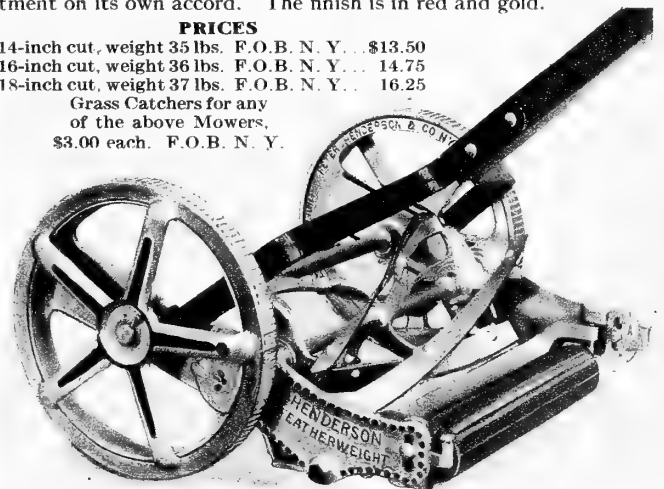 tment on its own accord. The finish is in red and gold.
PRICES
14-inch cut, weight 35 lbs. F.O.B. N. Y... $13.50
16-inch cut, weight 36 lbs. F.O.B. N. Y... 14.75
18-inch cut, weight 37 lbs. F.O.B. N. Y... 16.25
Grass Catchers for any
of the above Mowers,
$3.00 each. F.O.B. N. Y.
HENDERSON & CO. N.Y.
HENDERSON
FEATHERWEIGHT